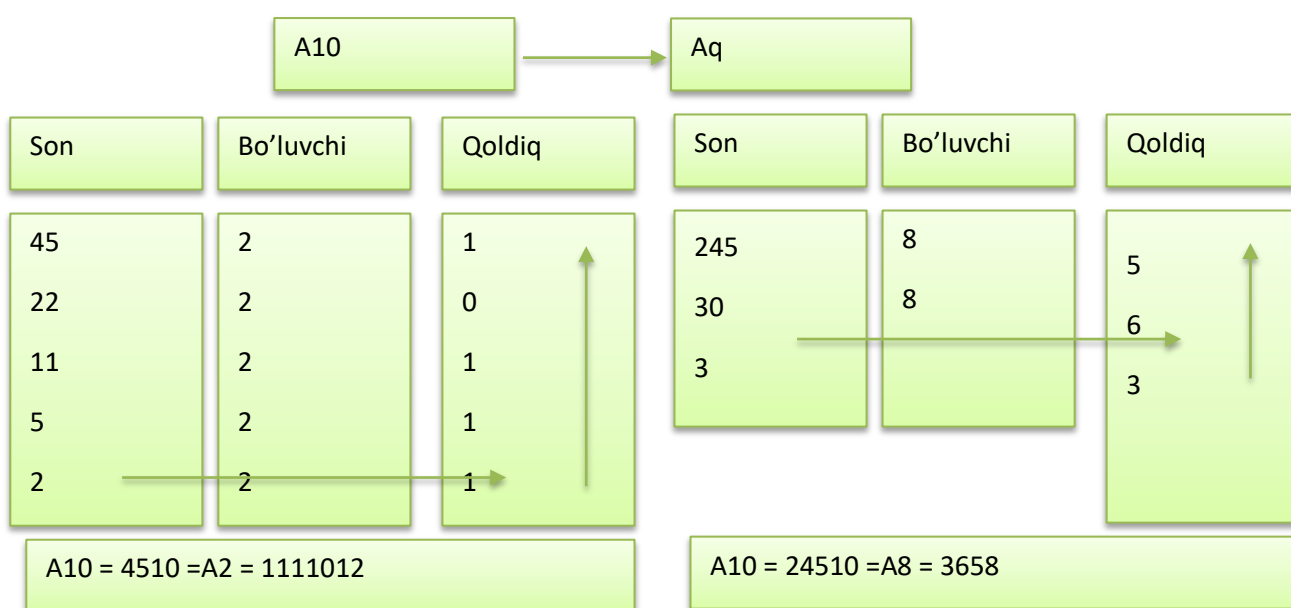 A10
Aq
Son
Bo’luvchi
Qoldiq
45
22
11
5
2
2
2
2
2
2
1
0
1
1
1
A10 = 4510 =A2 = 1111012
Son
Bo’luvchi
Qoldiq
245
30
3
8
8
5
6
3
A10 = 24510 =A8 = 3658